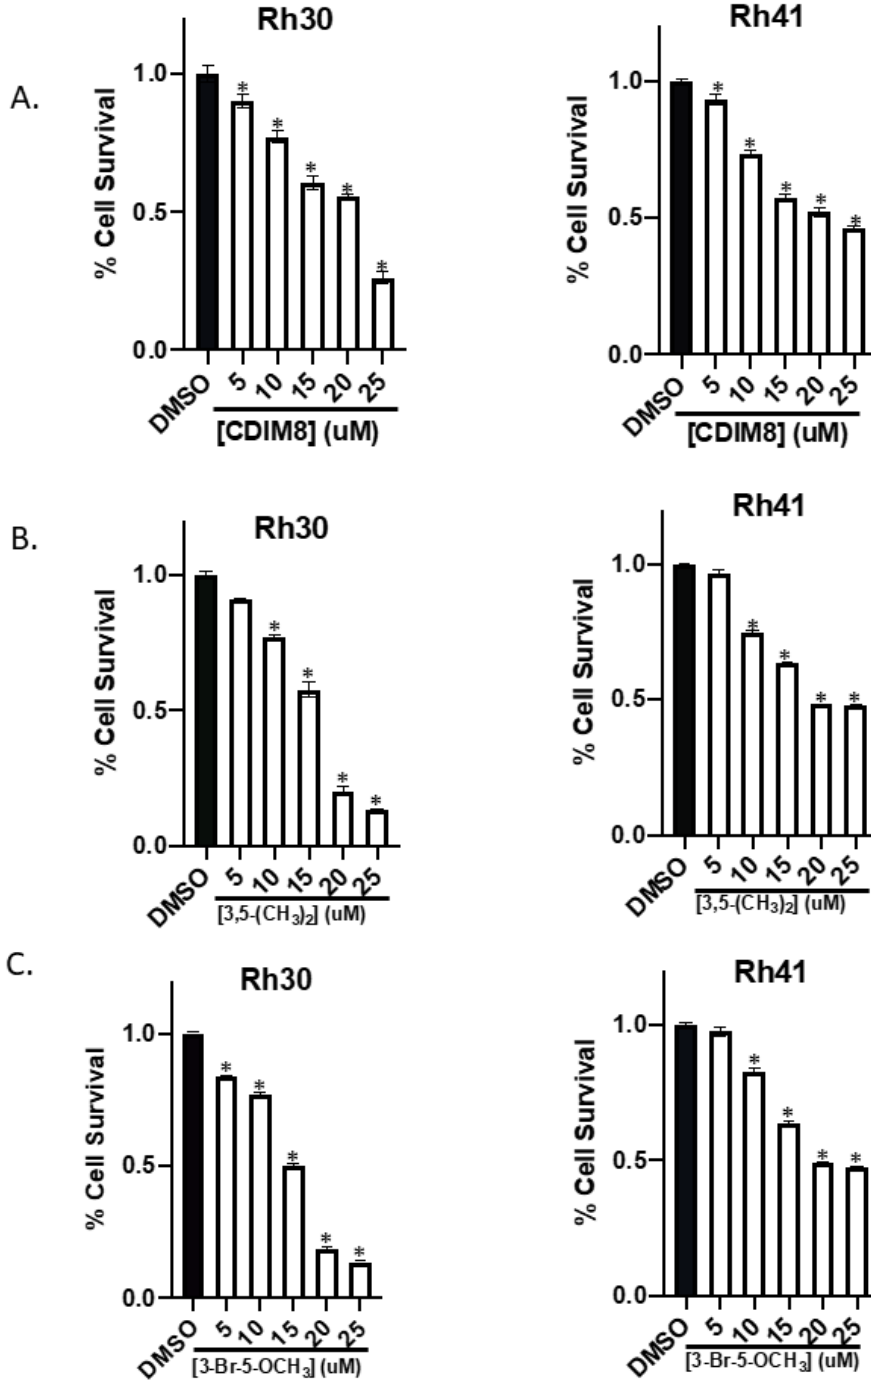 A.
Rh30
% Cell Survival
1.0
0.5
0.0
* * * * *
DMSO 5 10 15 20 25
[CDIM8] (uM)
Rh41
% Cell Survival
1.0
0.5
0.0
* * * * *
DMSO 5 10 15 20 25
[CDIM8] (uM)
B.
Rh30
% Cell Survival
1.0
0.5
0.0
* * * *
DMSO 5 10 15 20 25
[3,5-(CH₃)₂] (uM)
Rh41
% Cell Survival
1.0
0.5
0.0
* * * *
DMSO 5 10 15 20 25
[3,5-(CH₃)₂] (uM)
C.
Rh30
% Cell Survival
1.0
0.5
0.0
* * * * *
DMSO 5 10 15 20 25
[3-Br-5-OCH₃] (uM)
Rh41
% Cell Survival
1.0
0.5
0.0
* * * *
DMSO 5 10 15 20 25
[3-Br-5-OCH₃] (uM)